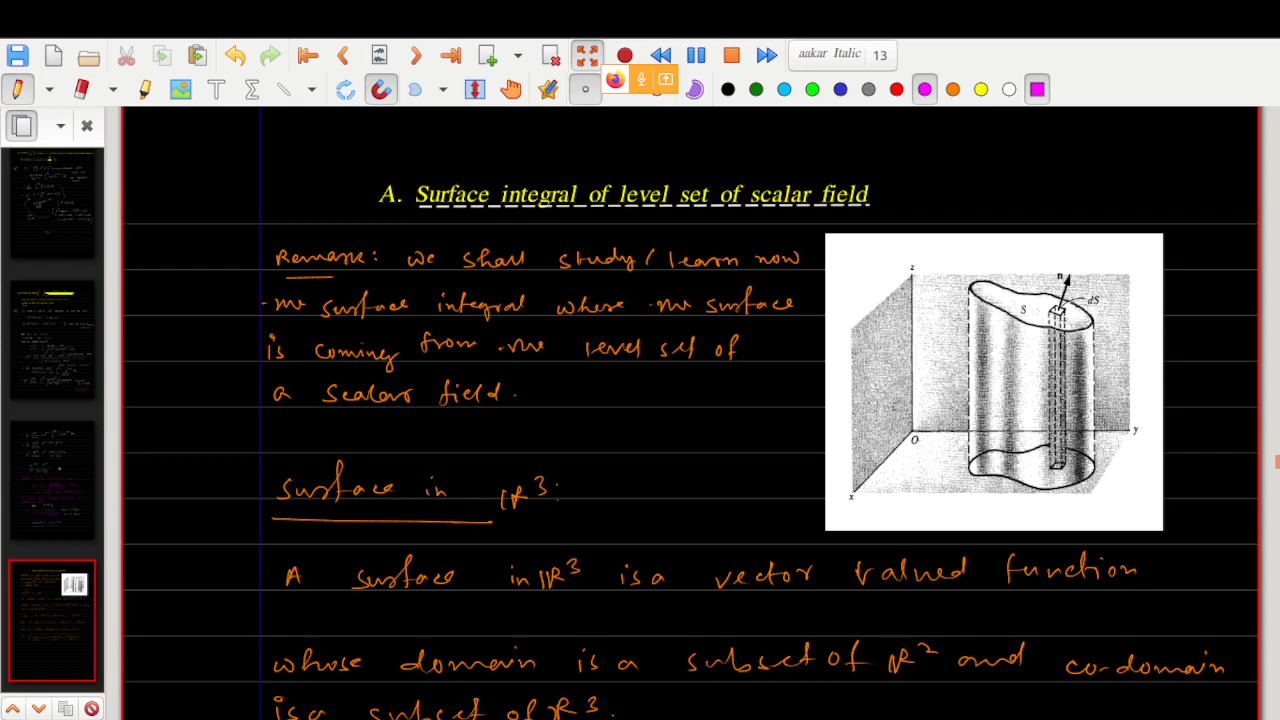 aakar Italic 13
A. Surface integral of level set of scalar field
Remark: we shall study/learn now
the surface integral where the surface
is coming from the level set of
a scalar field.
z
n
dS
S
O
y
x
Surface in ℝ³:
A surface in ℝ³ is a vector valued function
whose domain is a subset of ℝ² and co-domain
is a subset of ℝ³.